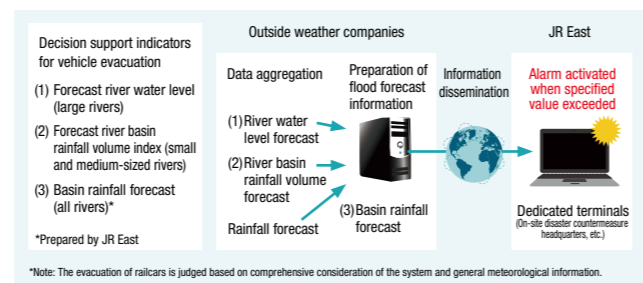 Decision support indicators
for vehicle evacuation
(1) Forecast river water level
(large rivers)
(2) Forecast river basin
rainfall volume index (small
and medium-sized rivers)
(3) Basin rainfall forecast
(all rivers)*
*Prepared by JR East
Outside weather companies
Data aggregation
(1) River water
level forecast
(2) River basin
rainfall volume
forecast
Rainfall forecast
Preparation of
flood forecast
information
(3) Basin rainfall
forecast
Information
dissemination
JR East
Alarm activated
when specified
value exceeded
Dedicated terminals
(On-site disaster countermeasure
headquarters, etc.)
*Note: The evacuation of railcars is judged based on comprehensive consideration of the system and general meteorological information.